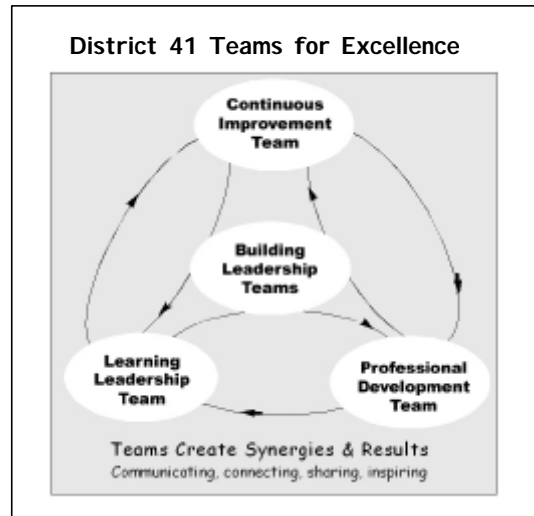 District 41 Teams for Excellence
Continuous
Improvement
Team
Building
Leadership
Teams
Learning
Leadership
Team
Professional
Development
Team
Teams Create Synergies & Results
Communicating, connecting, sharing, inspiring